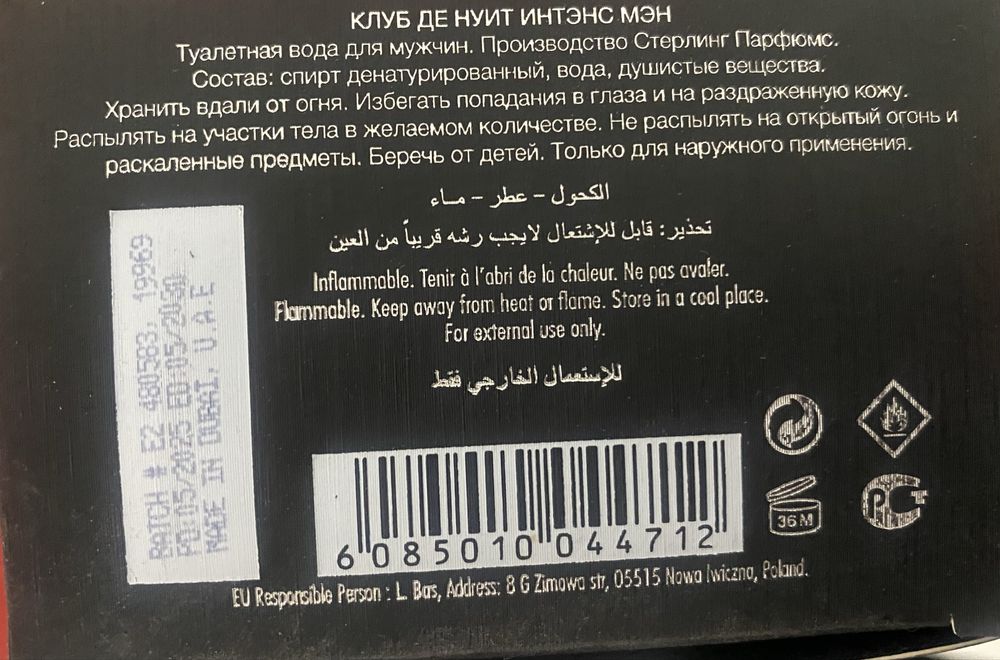 КЛУБ ДЕ НУИТ ИНТЭНС МЭН
Туалетная вода для мужчин. Производство Стерлинг Парфюмс.
Состав: спирт денатурированный, вода, душистые вещества.
Хранить вдали от огня. Избегать попадания в глаза и на раздраженную кожу.
Распылять на участки тела в желаемом количестве. Не распылять на открытый огонь и
раскаленные предметы. Беречь от детей. Только для наружного применения.
الكحول – عطر – مـاء
تحذير: قابل للإشتعال لايجب رشه قريباً من العين
Inflammable. Tenir à l'abri de la chaleur. Ne pas avaler.
Flammable. Keep away from heat or flame. Store in a cool place.
For external use only.
للإستعمال الخارجي فقط
BATCH # E2 480583, 19969
PD:05/2025 ED:05/2030
MADE IN DUBAI, U.A.E
36 M
РСТ
6 085010 044712
EU Responsible Person : L. Bas, Address: 8 G Zimowa str, 05515 Nowa Iwiczna, Poland.